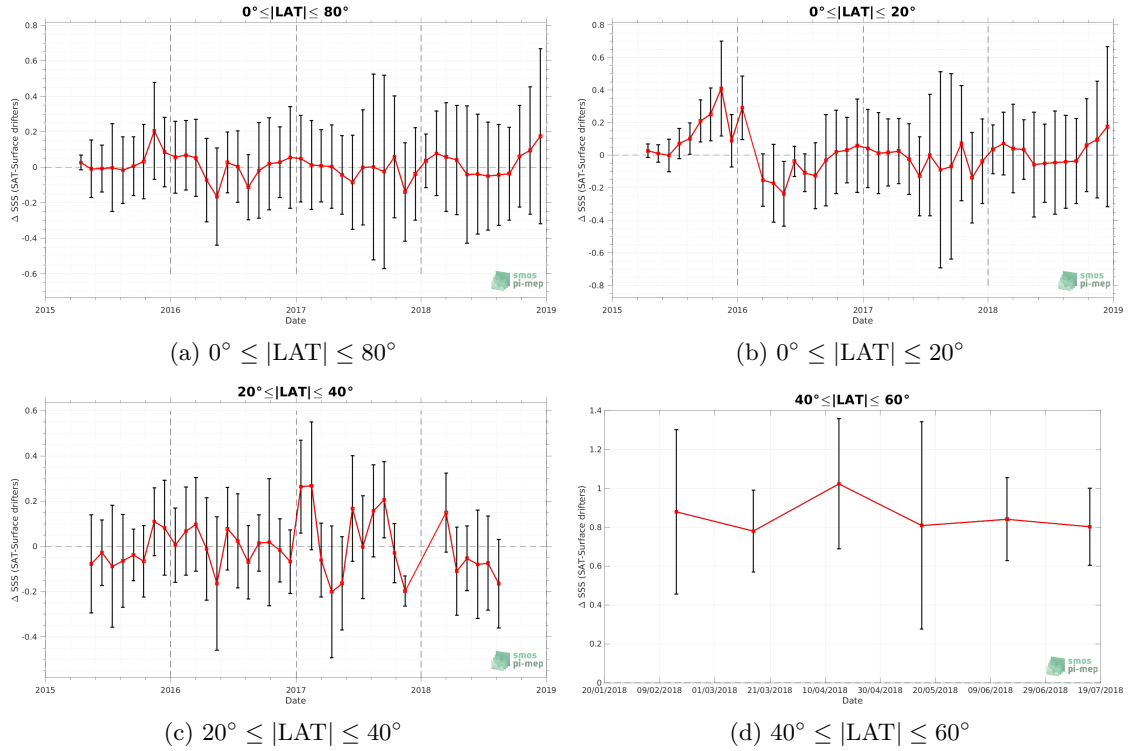 0°≤|LAT|≤ 80°
Δ SSS (SAT-Surface drifters)
0.8
0.6
0.4
0.2
0
-0.2
-0.4
-0.6
2015
2016
2017
2018
2019
Date
smos
pi-mep
(a) 0° ≤ |LAT| ≤ 80°
0°≤|LAT|≤ 20°
Δ SSS (SAT-Surface drifters)
0.8
0.6
0.4
0.2
0
-0.2
-0.4
-0.6
-0.8
2015
2016
2017
2018
2019
Date
smos
pi-mep
(b) 0° ≤ |LAT| ≤ 20°
20°≤|LAT|≤ 40°
Δ SSS (SAT-Surface drifters)
0.6
0.4
0.2
0
-0.2
-0.4
2015
2016
2017
2018
2019
Date
smos
pi-mep
(c) 20° ≤ |LAT| ≤ 40°
40°≤|LAT|≤ 60°
Δ SSS (SAT-Surface drifters)
1.4
1.2
1
0.8
0.6
0.4
0.2
0
20/01/2018
09/02/2018
01/03/2018
21/03/2018
10/04/2018
30/04/2018
20/05/2018
09/06/2018
29/06/2018
19/07/2018
Date
smos
pi-mep
(d) 40° ≤ |LAT| ≤ 60°